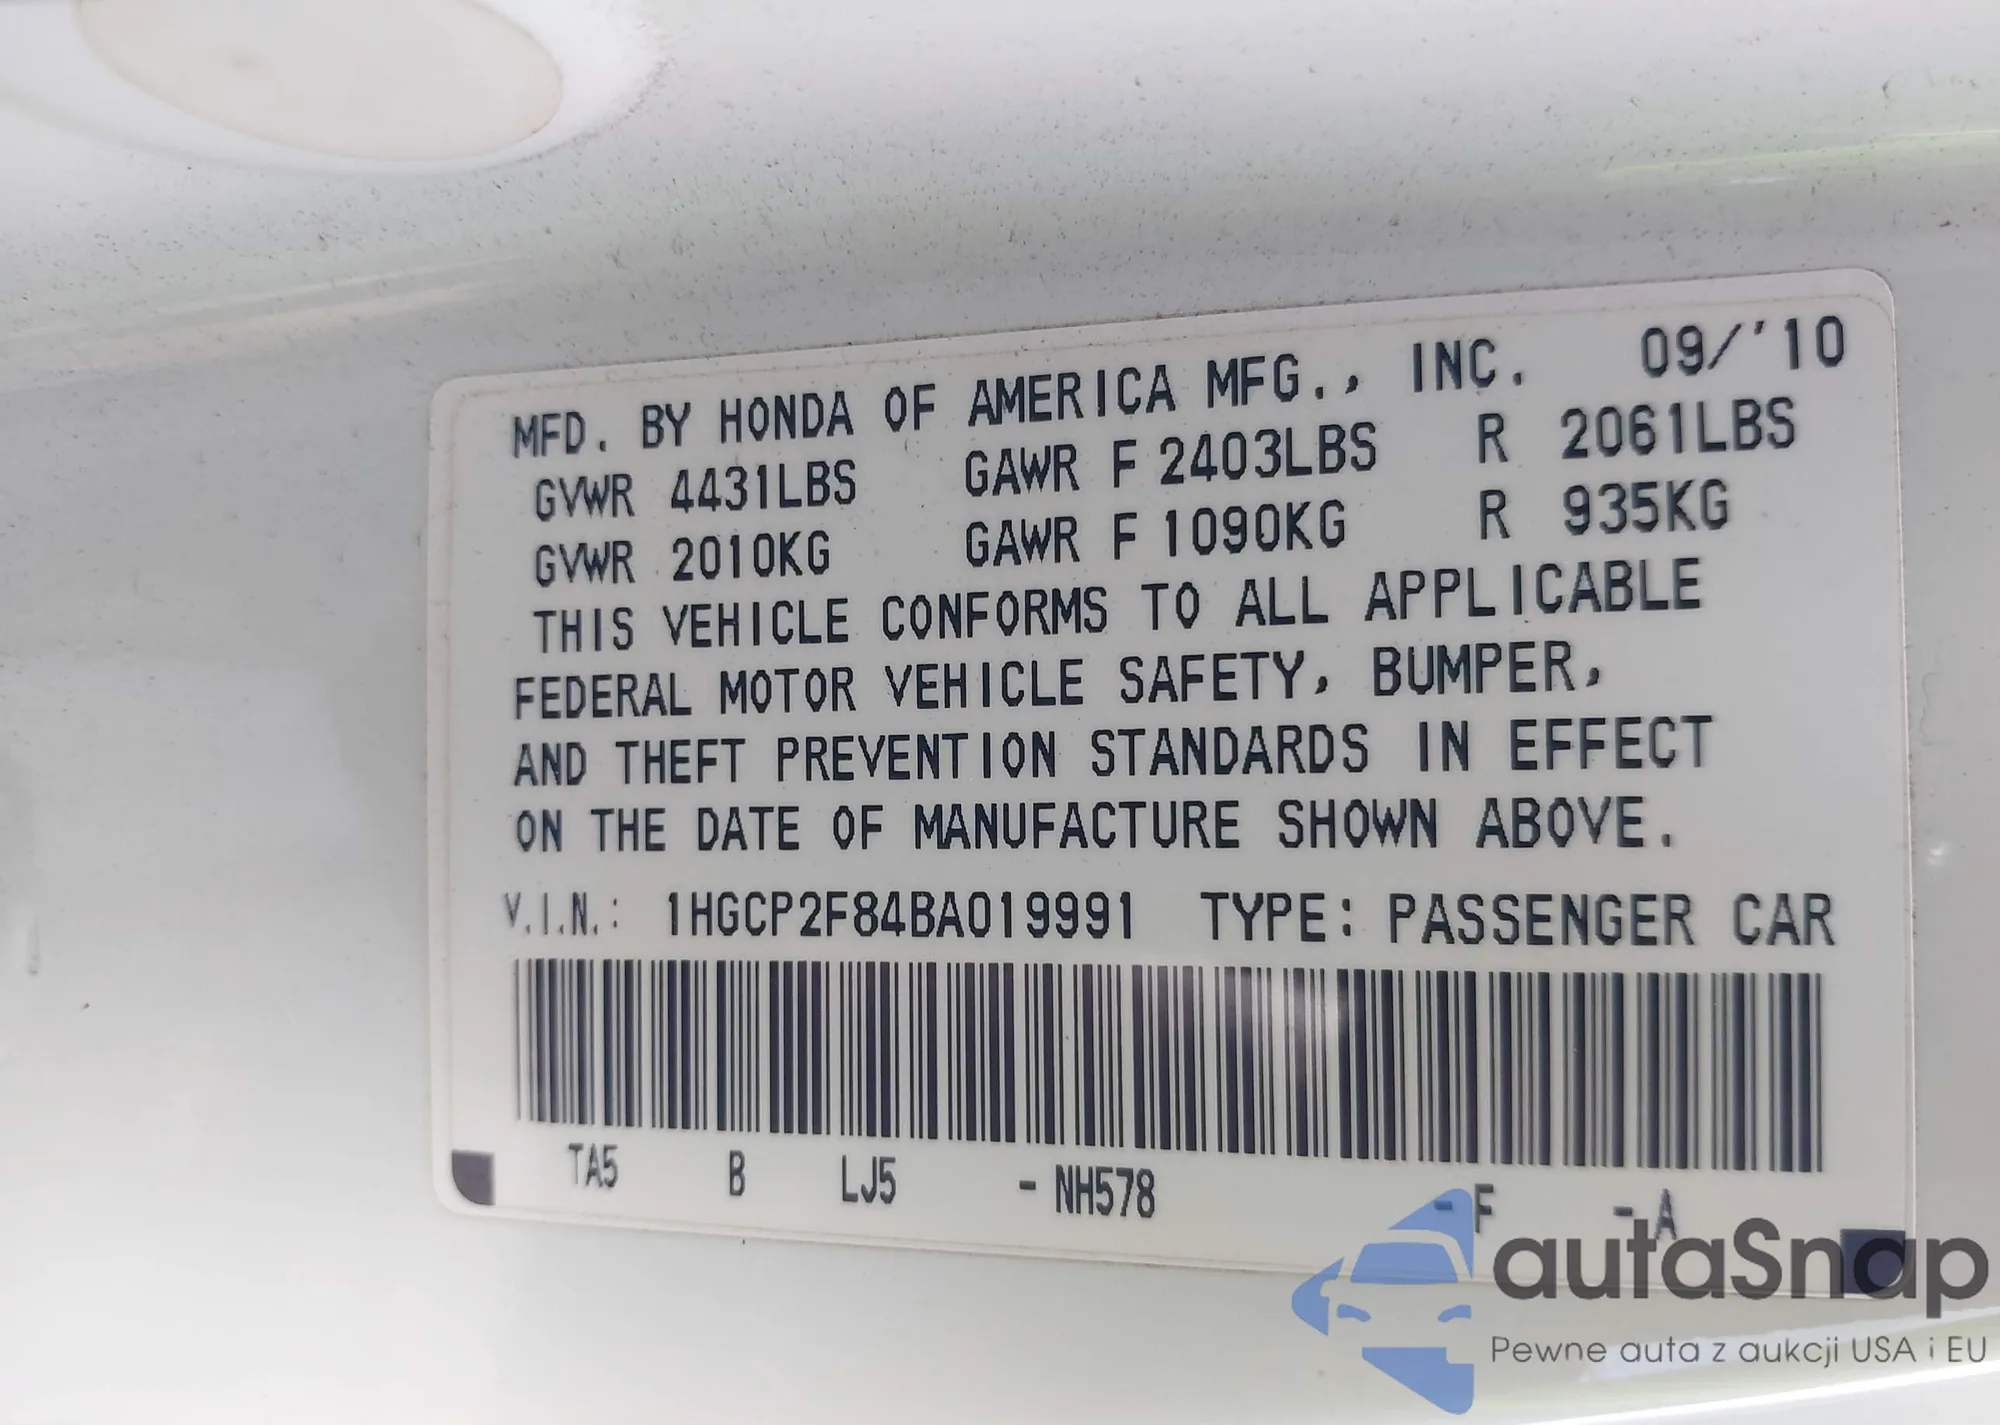 MFD. BY HONDA OF AMERICA MFG., INC. 09/'10
GVWR 4431LBS GAWR F 2403LBS R 2061LBS
GVWR 2010KG GAWR F 1090KG R 935KG
THIS VEHICLE CONFORMS TO ALL APPLICABLE
FEDERAL MOTOR VEHICLE SAFETY, BUMPER,
AND THEFT PREVENTION STANDARDS IN EFFECT
ON THE DATE OF MANUFACTURE SHOWN ABOVE.
V.I.N.: 1HGCP2F84BA019991 TYPE: PASSENGER CAR
TA5 B LJ5 - NH578 - F - A
autaSnap
Pewne auta z aukcji USA i EU